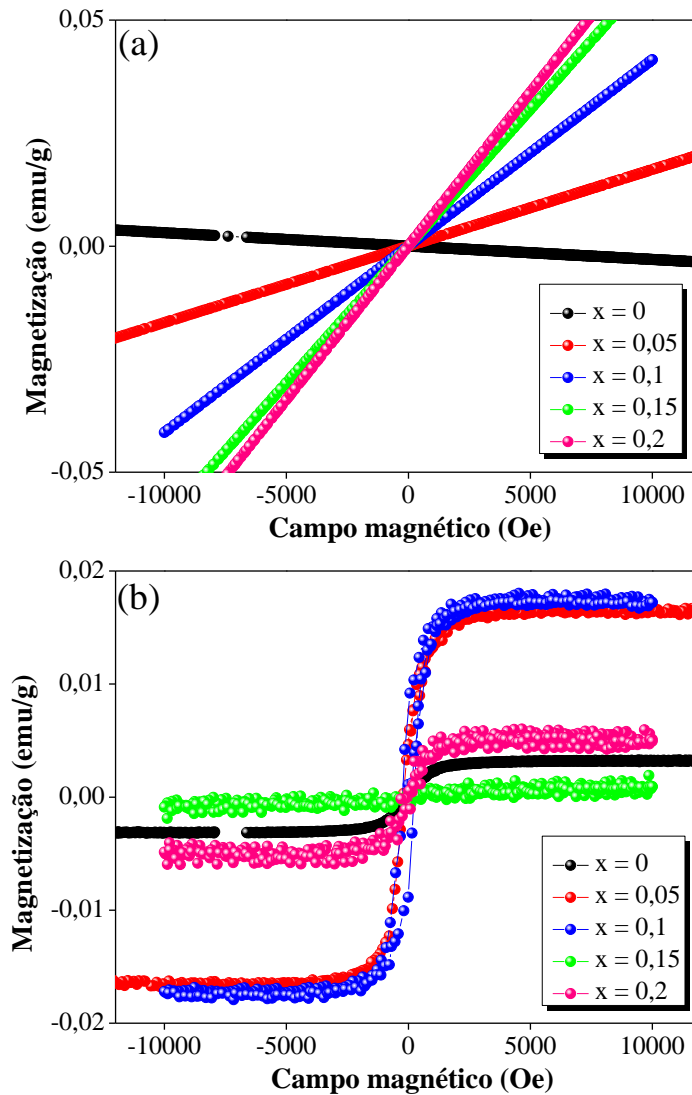 0,05
(a)
0,00
-0,05
Magnetização (emu/g)
x = 0
x = 0,05
x = 0,1
x = 0,15
x = 0,2
-10000 -5000 0 5000 10000
Campo magnético (Oe)
0,02
(b)
0,01
0,00
-0,01
-0,02
Magnetização (emu/g)
x = 0
x = 0,05
x = 0,1
x = 0,15
x = 0,2
-10000 -5000 0 5000 10000
Campo magnético (Oe)